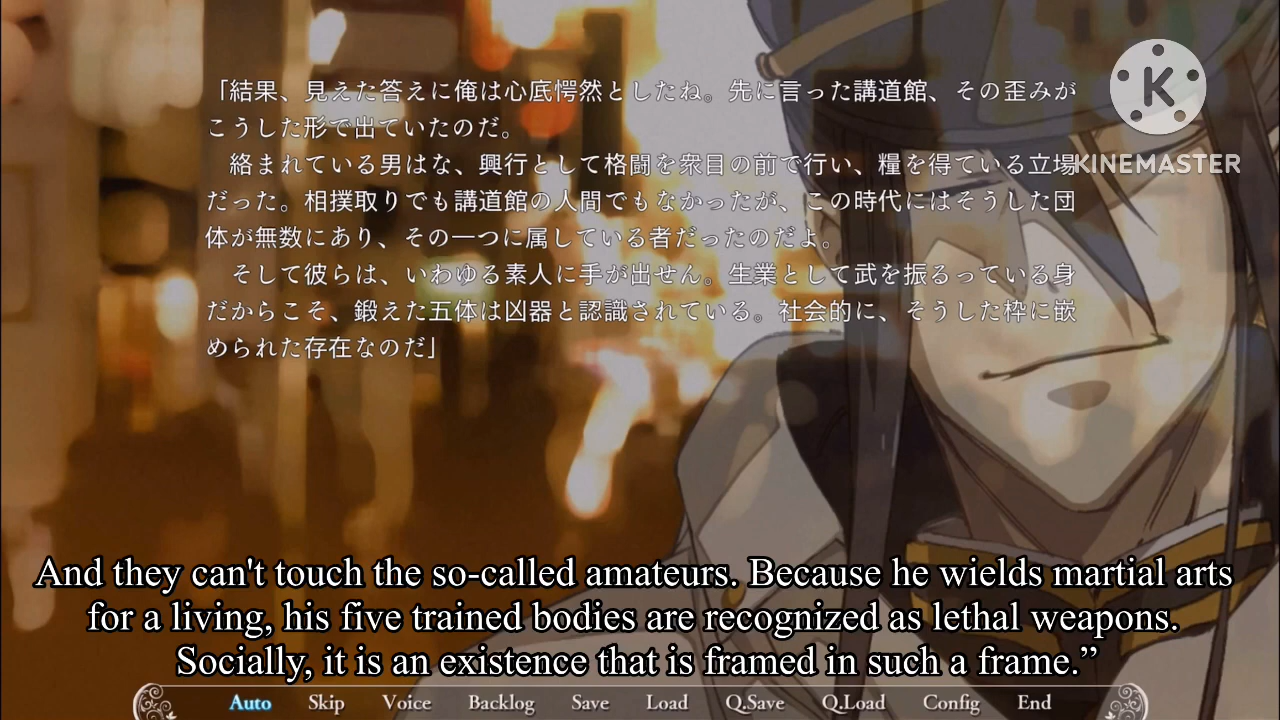 「結果、見えた答えに俺は心底愕然としたね。先に言った講道館、その歪みが
こうした形で出ていたのだ。
絡まれている男はな、興行として格闘を衆目の前で行い、糧を得ている立場
だった。相撲取りでも講道館の人間でもなかったが、この時代にはそうした団
体が無数にあり、その一つに属している者だったのだよ。
そして彼らは、いわゆる素人に手が出せん。生業として武を振るっている身
だからこそ、鍛えた五体は凶器と認識されている。社会的に、そうした枠に嵌
められた存在なのだ」
K
KINEMASTER
And they can't touch the so-called amateurs. Because he wields martial arts
for a living, his five trained bodies are recognized as lethal weapons.
Socially, it is an existence that is framed in such a frame.”
Auto Skip Voice Backlog Save Load Q.Save Q.Load Config End